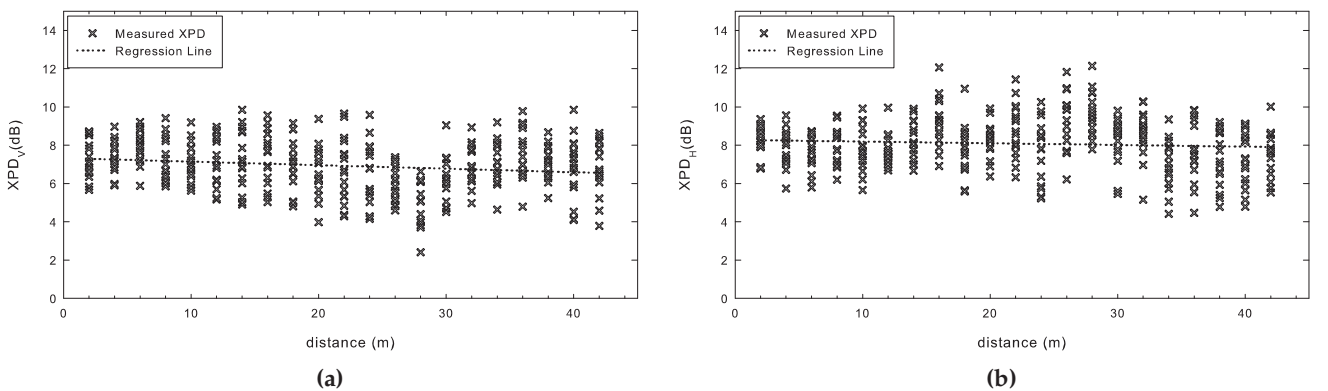 14
12
10
8
6
4
2
0
XPD_V(dB)
Measured XPD
Regression Line
0
10
20
30
40
distance (m)
(a)
14
12
10
8
6
4
2
0
XPD_H(dB)
Measured XPD
Regression Line
0
10
20
30
40
distance (m)
(b)